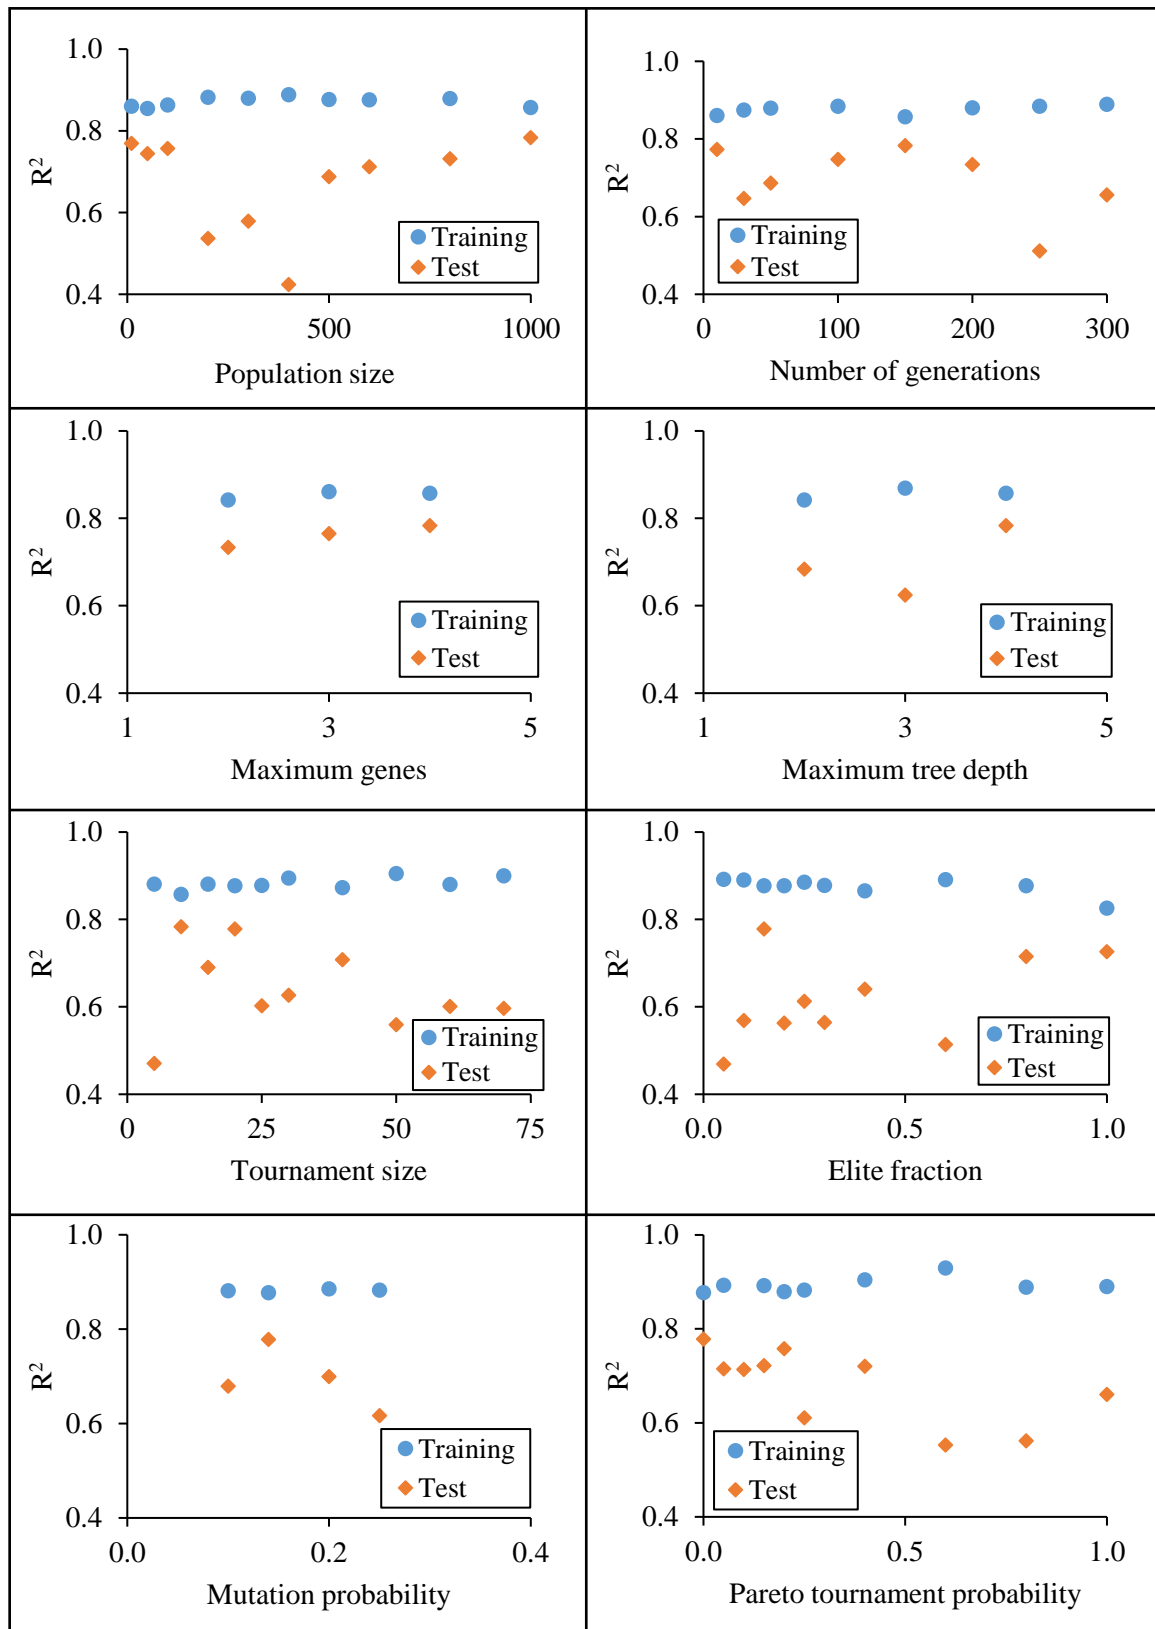 1.0
0.8
0.6
0.4
R²
Training
Test
0 500 1000
Population size
1.0
0.8
0.6
0.4
R²
Training
Test
0 100 200 300
Number of generations
1.0
0.8
0.6
0.4
R²
Training
Test
1 3 5
Maximum genes
1.0
0.8
0.6
0.4
R²
Training
Test
1 3 5
Maximum tree depth
1.0
0.8
0.6
0.4
R²
Training
Test
0 25 50 75
Tournament size
1.0
0.8
0.6
0.4
R²
Training
Test
0.0 0.5 1.0
Elite fraction
1.0
0.8
0.6
0.4
R²
Training
Test
0.0 0.2 0.4
Mutation probability
1.0
0.8
0.6
0.4
R²
Training
Test
0.0 0.5 1.0
Pareto tournament probability